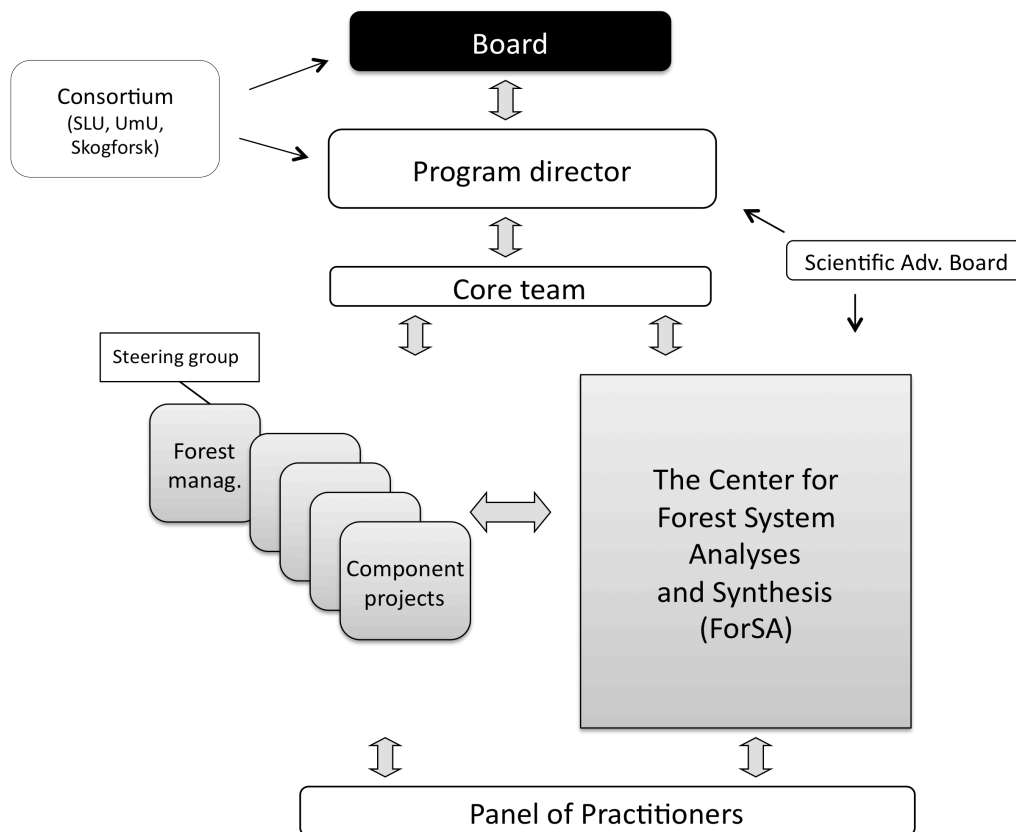 Board
Consortium
(SLU, UmU,
Skogforsk)
Program director
Scientific Adv. Board
Core team
Steering group
Forest
manag.
Component
projects
The Center for
Forest System
Analyses
and Synthesis
(ForSA)
Panel of Practitioners